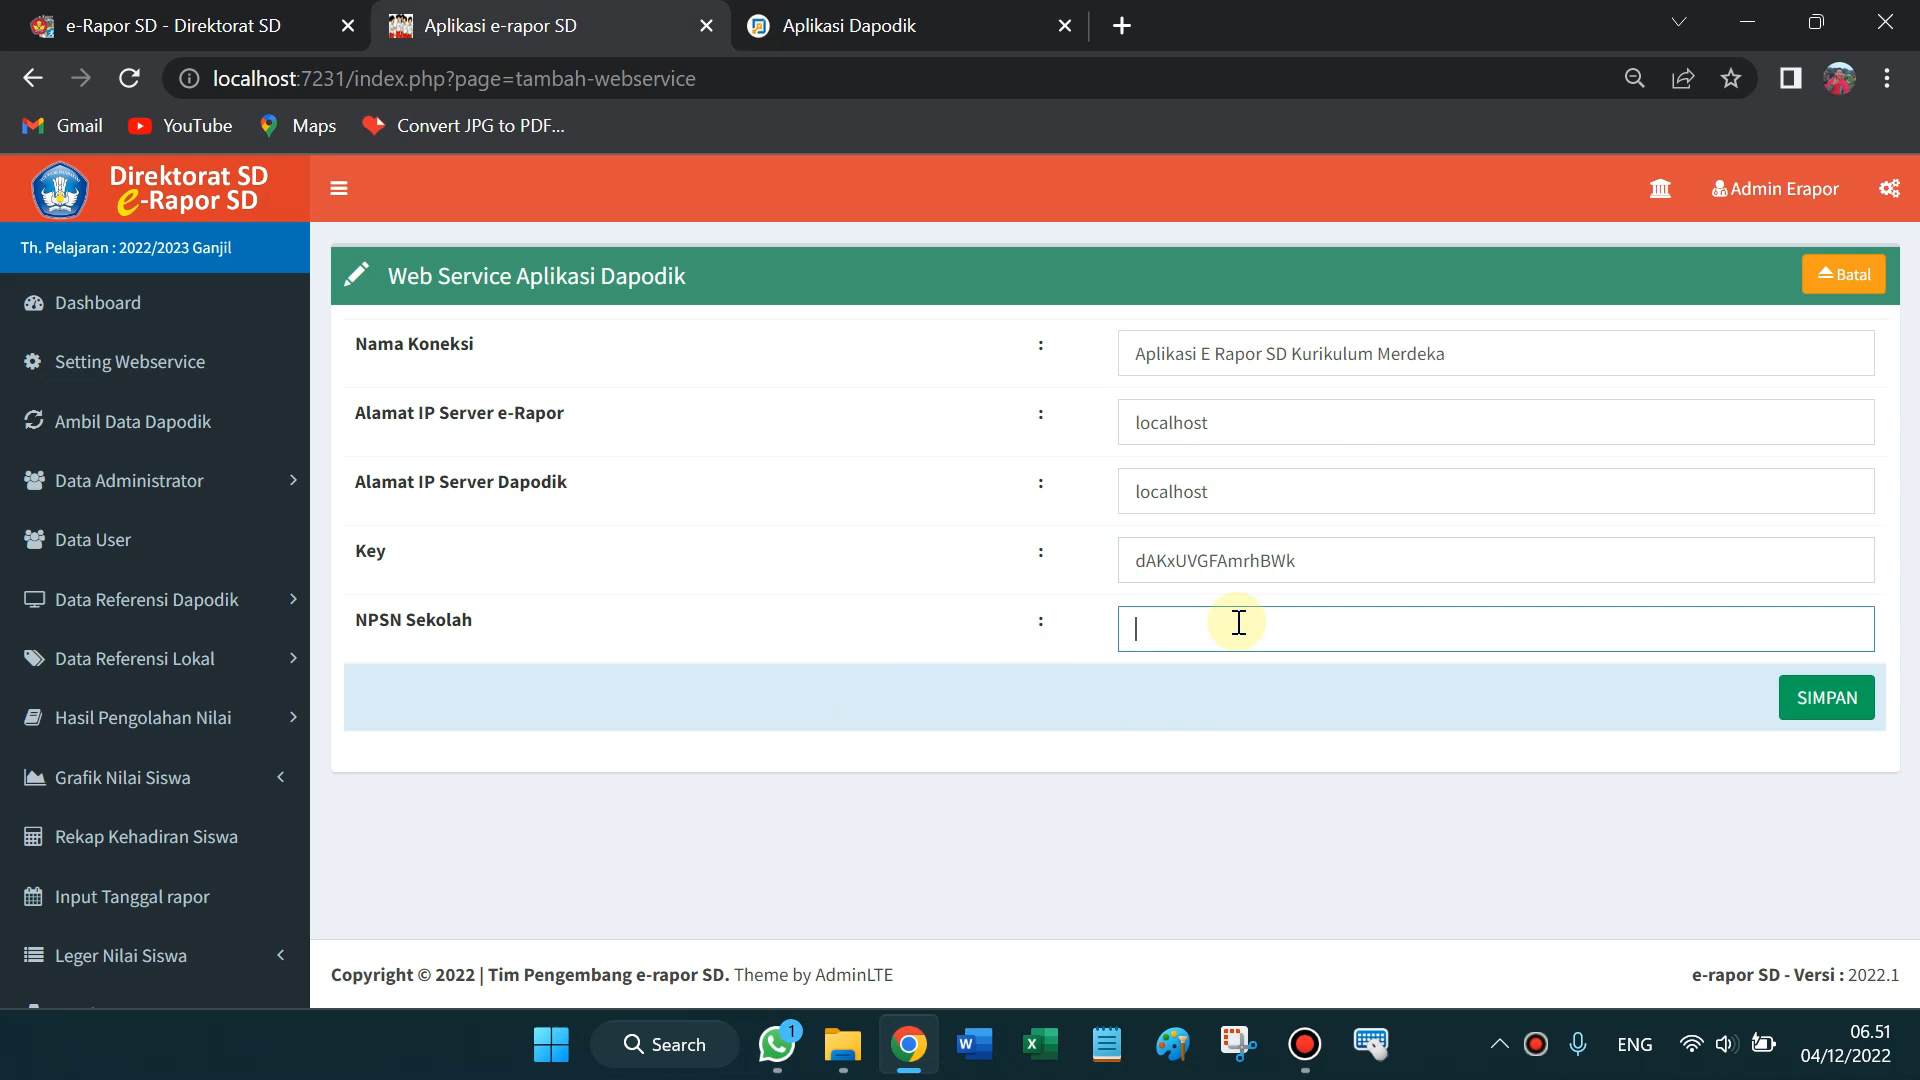 e-Rapor SD - Direktorat SD
Aplikasi e-rapor SD
Aplikasi Dapodik
localhost:7231/index.php?page=tambah-webservice
Gmail
YouTube
Maps
Convert JPG to PDF...
Direktorat SD
e-Rapor SD
Admin Erapor
Th. Pelajaran : 2022/2023 Ganjil
Dashboard
Setting Webservice
Ambil Data Dapodik
Data Administrator
Data User
Data Referensi Dapodik
Data Referensi Lokal
Hasil Pengolahan Nilai
Grafik Nilai Siswa
Rekap Kehadiran Siswa
Input Tanggal rapor
Leger Nilai Siswa
Web Service Aplikasi Dapodik
Batal
Nama Koneksi : Aplikasi E Rapor SD Kurikulum Merdeka
Alamat IP Server e-Rapor : localhost
Alamat IP Server Dapodik : localhost
Key : dAKxUVGFAmrhBWk
NPSN Sekolah :
SIMPAN
Copyright © 2022 | Tim Pengembang e-rapor SD. Theme by AdminLTE
e-rapor SD - Versi : 2022.1
Search
1
ENG
06.51
04/12/2022